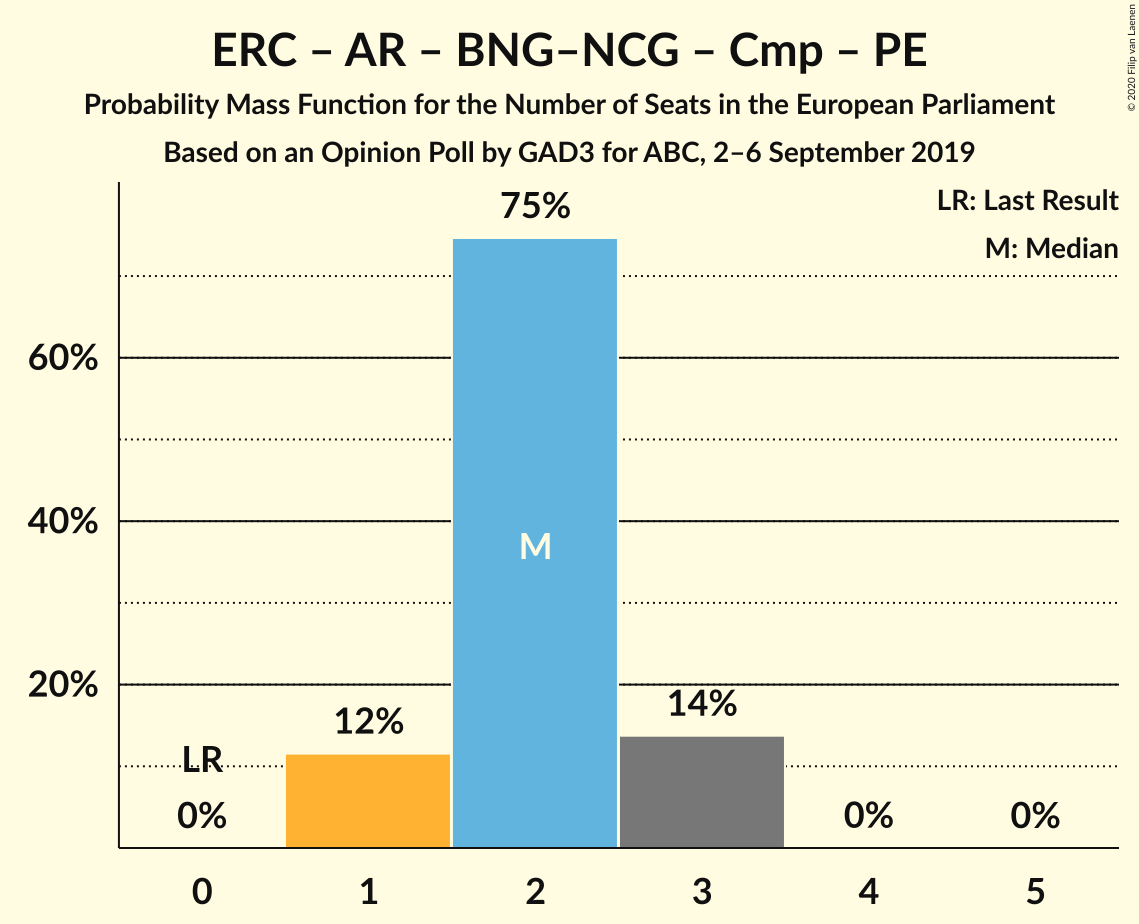 ERC – AR – BNG–NCG – Cmp – PE
Probability Mass Function for the Number of Seats in the European Parliament
Based on an Opinion Poll by GAD3 for ABC, 2–6 September 2019
© 2020 Filip van Laenen
LR: Last Result
M: Median
75%
60%
40%
20%
M
LR
0%
12%
14%
0%
0%
0
1
2
3
4
5